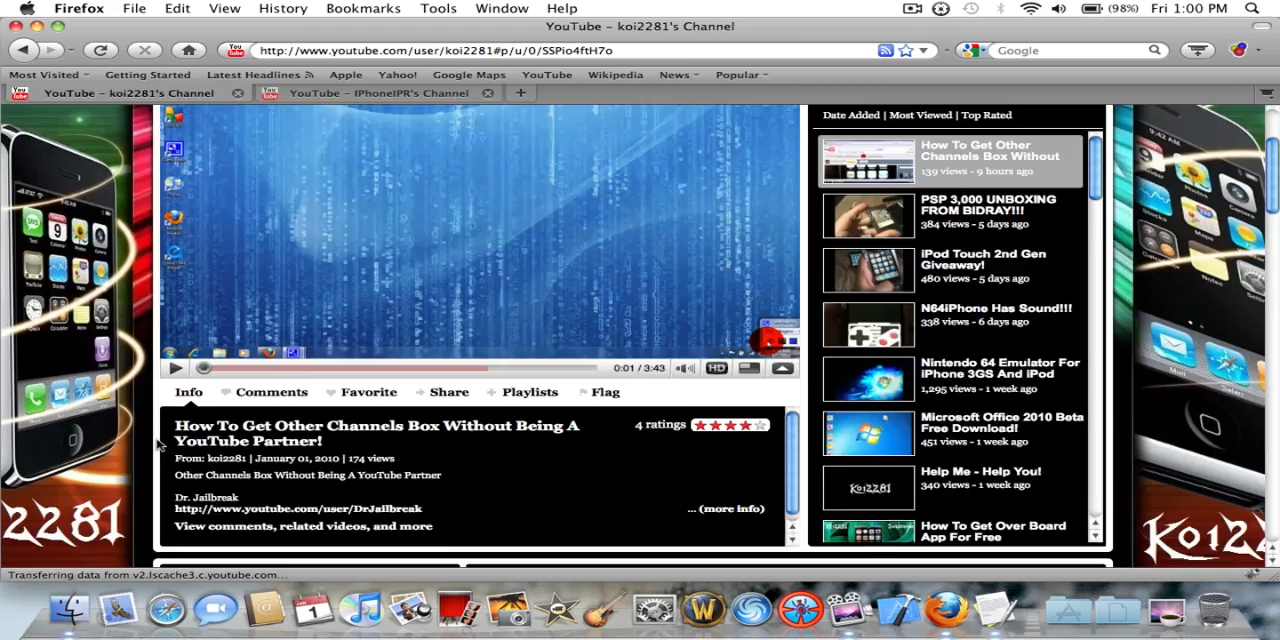 Firefox File Edit View History Bookmarks Tools Window Help (98%) Fri 1:00 PM
YouTube - koi2281's Channel
http://www.youtube.com/user/koi2281#p/u/0/SSPio4ftH7o Google
Most Visited Getting Started Latest Headlines Apple Yahoo! Google Maps YouTube Wikipedia News Popular
YouTube - koi2281's Channel YouTube - IPhoneIPR's Channel
Date Added | Most Viewed | Top Rated
How To Get Other
Channels Box Without
139 views - 9 hours ago
PSP 3,000 UNBOXING
FROM BIDRAY!!!
384 views - 5 days ago
iPod Touch 2nd Gen
Giveaway!
480 views - 5 days ago
N64iPhone Has Sound!!!
338 views - 6 days ago
Nintendo 64 Emulator For
iPhone 3GS And iPod
1,295 views - 1 week ago
Microsoft Office 2010 Beta
Free Download!
451 views - 1 week ago
Help Me - Help You!
340 views - 1 week ago
Koi2281
How To Get Over Board
App For Free
0:01 / 3:43 HD
Info Comments Favorite Share Playlists Flag
How To Get Other Channels Box Without Being A
YouTube Partner!
4 ratings
From: koi2281 | January 01, 2010 | 174 views
Other Channels Box Without Being A YouTube Partner
Dr. Jailbreak
http://www.youtube.com/user/DrJailbreak
... (more info)
View comments, related videos, and more
2281
Koi22
9:42 AM
Transferring data from v2.lscache3.c.youtube.com...